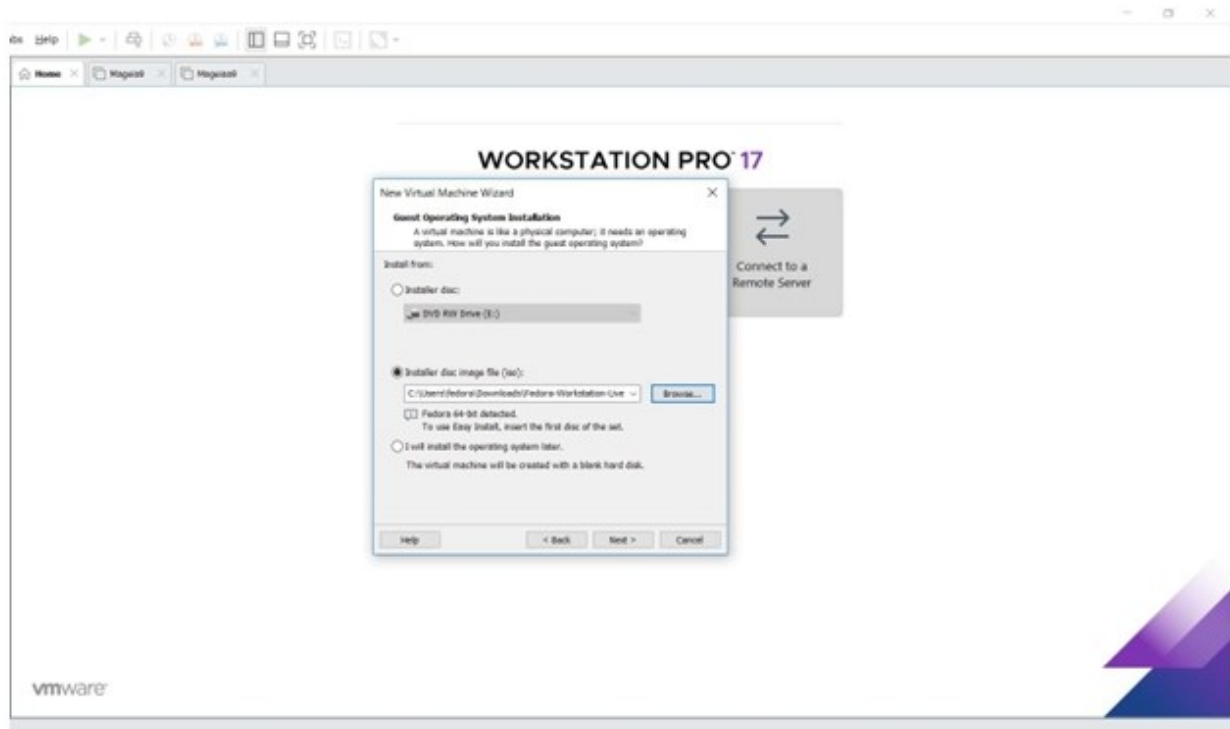 Help
Home
Mageia9
Mageia9
WORKSTATION PRO™ 17
New Virtual Machine Wizard
Guest Operating System Installation
A virtual machine is like a physical computer; it needs an operating
system. How will you install the guest operating system?
Install from:
Installer disc:
DVD RW Drive (E:)
Installer disc image file (iso):
C:\Users\fedora\Downloads\Fedora-Workstation-Live
Browse...
Fedora 64-bit detected.
To use Easy Install, insert the first disc of the set.
I will install the operating system later.
The virtual machine will be created with a blank hard disk.
Help
< Back
Next >
Cancel
Connect to a
Remote Server
vmware